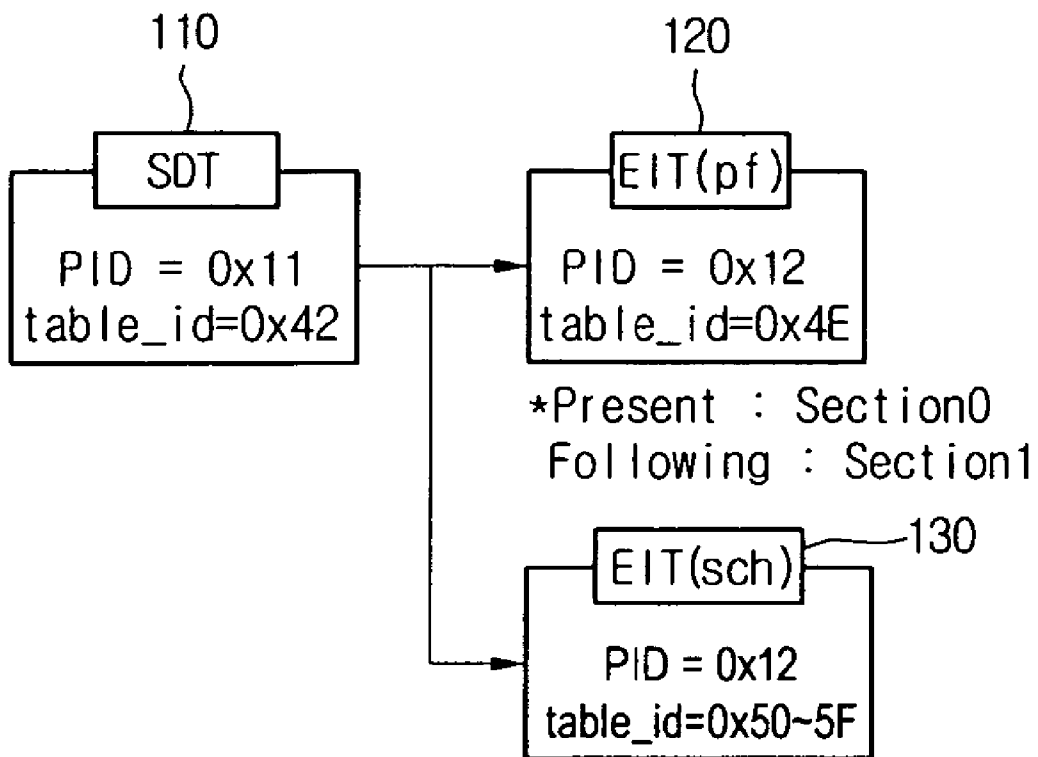 110
SDT
PID = 0x11
table_id=0x42
120
EIT(pf)
PID = 0x12
table_id=0x4E
*Present : Section0
Following : Section1
130
EIT(sch)
PID = 0x12
table_id=0x50~5F